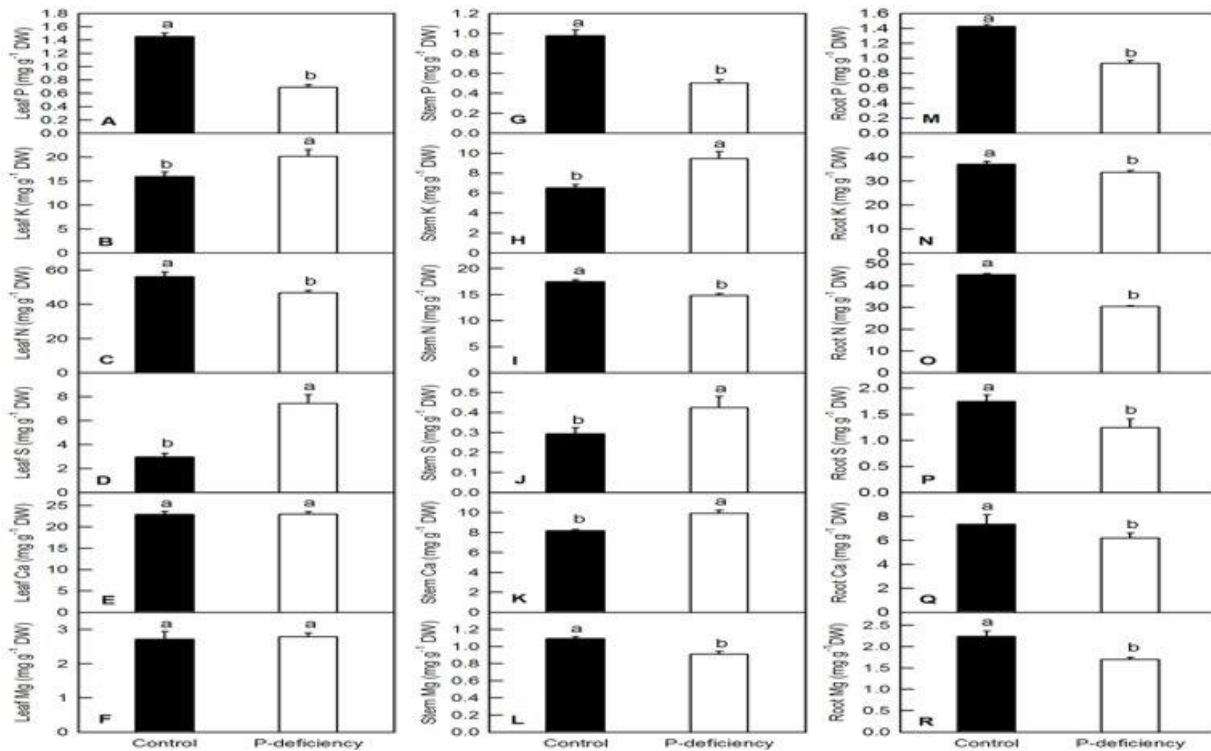 Leaf P (mg g-1 DW)
1.6
1.4
1.2
1.0
0.8
0.6
0.4
0.2
0.0
a
b
A
Leaf K (mg g-1 DW)
20
15
10
5
0
b
a
B
Leaf N (mg g-1 DW)
60
40
20
0
a
b
C
Leaf S (mg g-1 DW)
8
6
4
2
0
b
a
D
Leaf Ca (mg g-1 DW)
25
20
15
10
5
0
a
a
E
Leaf Mg (mg g-1 DW)
3
2
1
0
a
a
F
Control
P-deficiency
Stem P (mg g-1 DW)
1.2
1.0
0.8
0.6
0.4
0.2
0.0
a
b
G
Stem K (mg g-1 DW)
10
8
6
4
2
0
b
a
H
Stem N (mg g-1 DW)
20
15
10
5
0
a
b
I
Stem S (mg g-1 DW)
0.5
0.4
0.3
0.2
0.1
0.0
b
a
J
Stem Ca (mg g-1 DW)
10
8
6
4
2
0
b
a
K
Stem Mg (mg g-1 DW)
1.2
1.0
0.8
0.6
0.4
0.2
0.0
a
b
L
Control
P-deficiency
Root P (mg g-1 DW)
1.6
1.4
1.2
1.0
0.8
0.6
0.4
0.2
0.0
a
b
M
Root K (mg g-1 DW)
40
30
20
10
0
a
b
N
Root N (mg g-1 DW)
50
40
30
20
10
0
a
b
O
Root S (mg g-1 DW)
2.0
1.5
1.0
0.5
0.0
a
b
P
Root Ca (mg g-1 DW)
8
6
4
2
0
a
b
Q
Root Mg (mg g-1 DW)
2.5
2.0
1.5
1.0
0.5
0.0
a
b
R
Control
P-deficiency